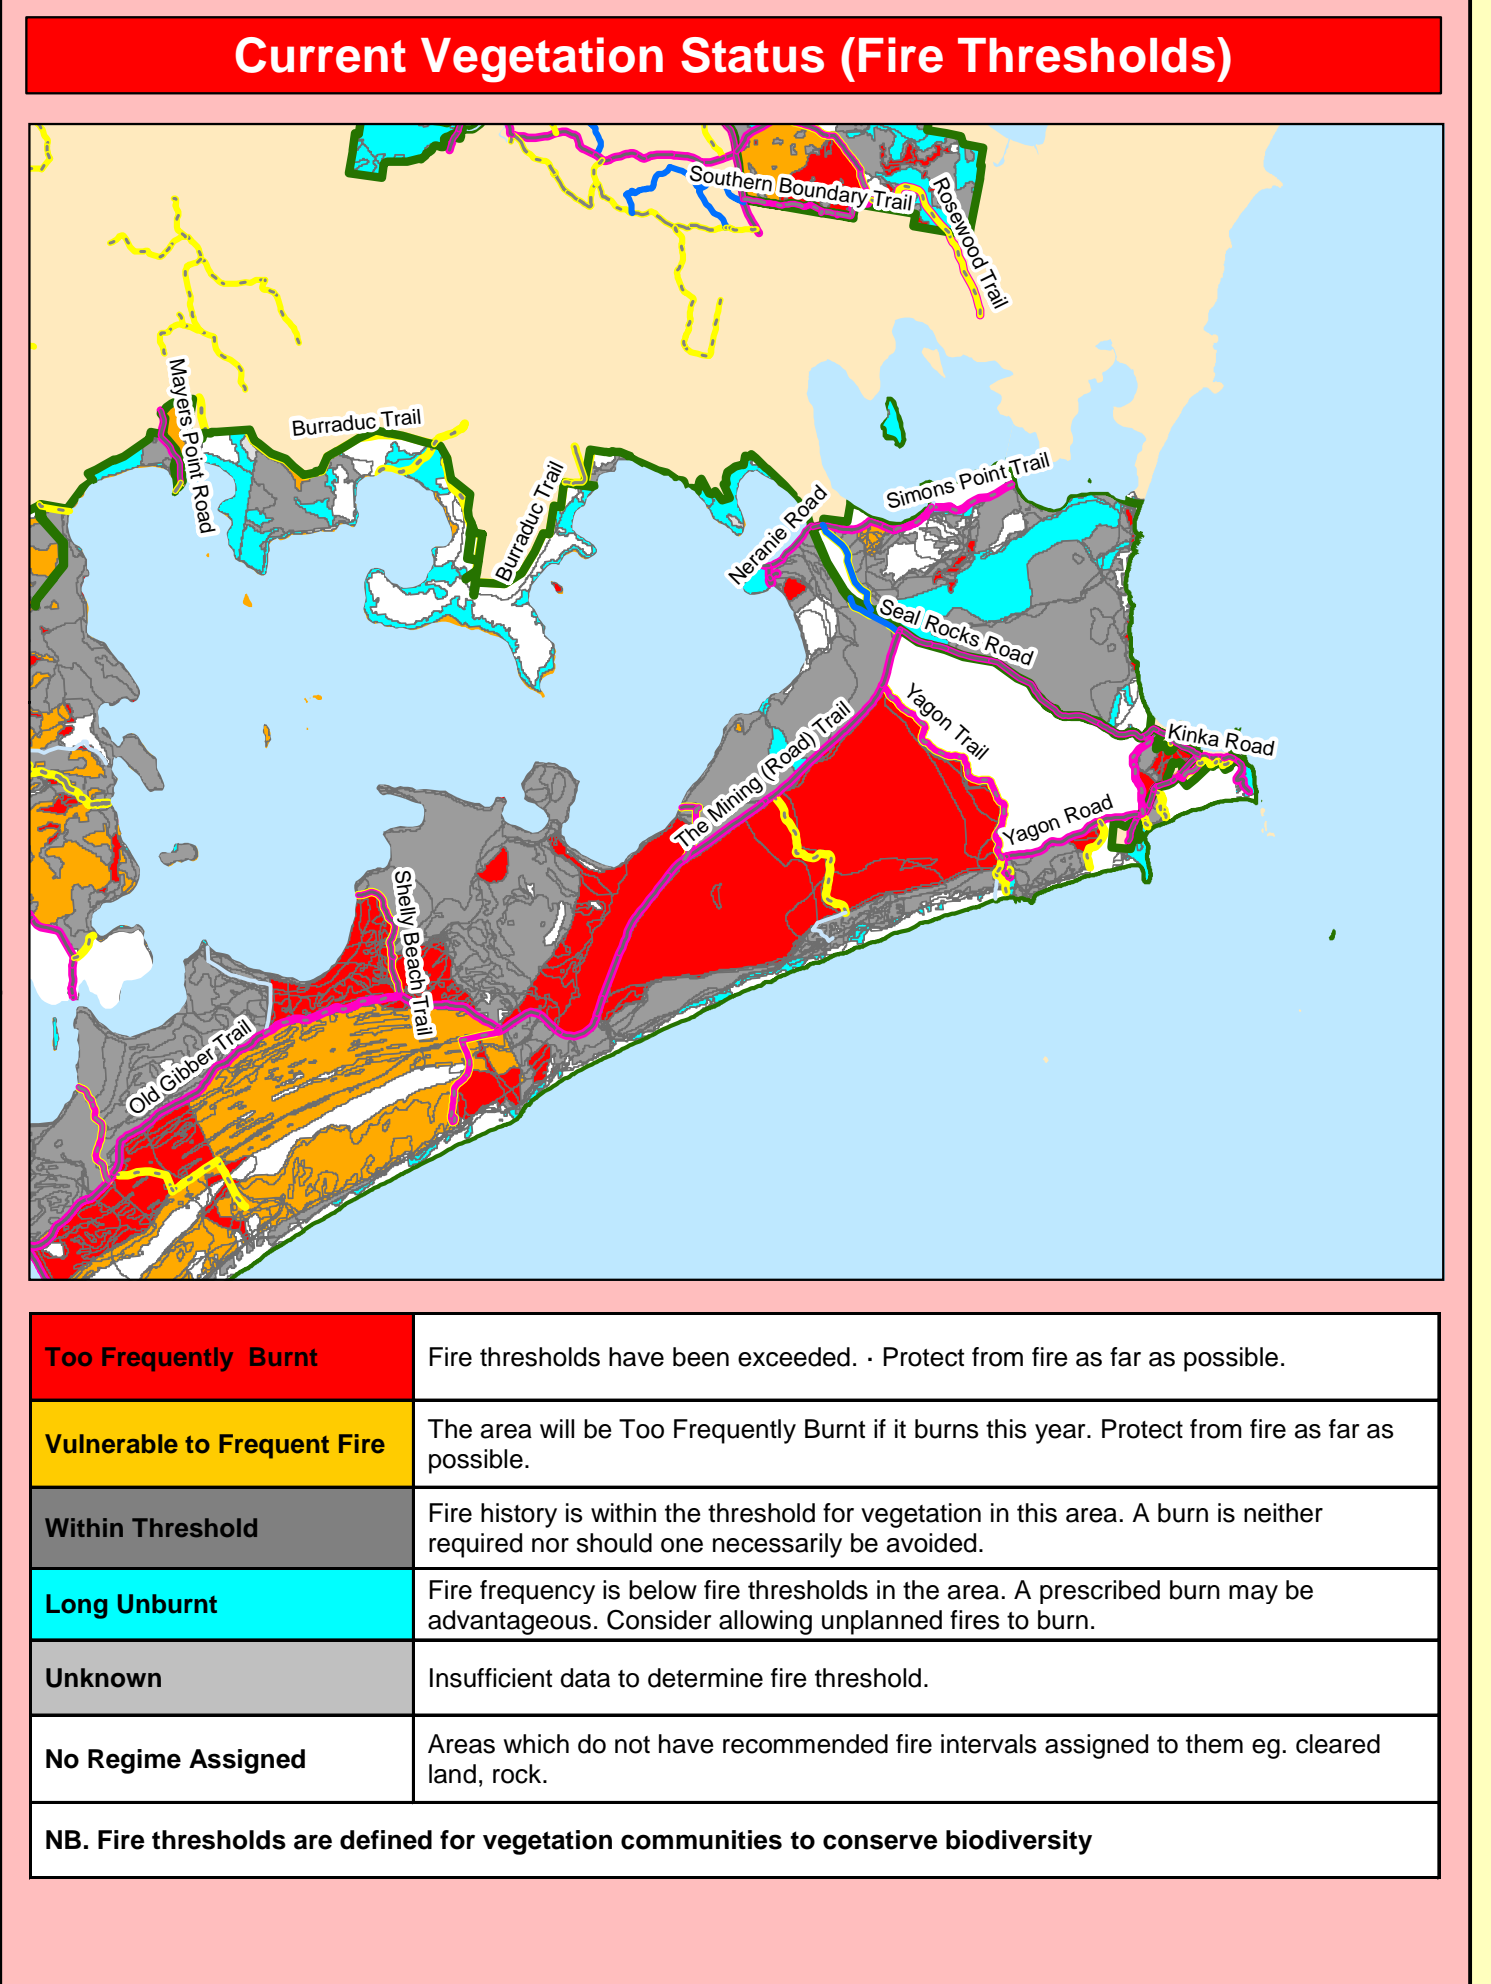 Current Vegetation Status (Fire Thresholds)
Southern Boundary Trail
Rosewood Trail
Mayers Point Road
Burraduc Trail
Burraduc Trail
Simons Point Trail
Neranie Road
Seal Rocks Road
Yagon Trail
Kinka Road
The Mining (Road) Trail
Yagon Road
Shelly Beach Trail
Old Gibber Trail
Too Frequently Burnt
Fire thresholds have been exceeded. · Protect from fire as far as possible.
Vulnerable to Frequent Fire
The area will be Too Frequently Burnt if it burns this year. Protect from fire as far as
possible.
Within Threshold
Fire history is within the threshold for vegetation in this area. A burn is neither
required nor should one necessarily be avoided.
Long Unburnt
Fire frequency is below fire thresholds in the area. A prescribed burn may be
advantageous. Consider allowing unplanned fires to burn.
Unknown
Insufficient data to determine fire threshold.
No Regime Assigned
Areas which do not have recommended fire intervals assigned to them eg. cleared
land, rock.
NB. Fire thresholds are defined for vegetation communities to conserve biodiversity